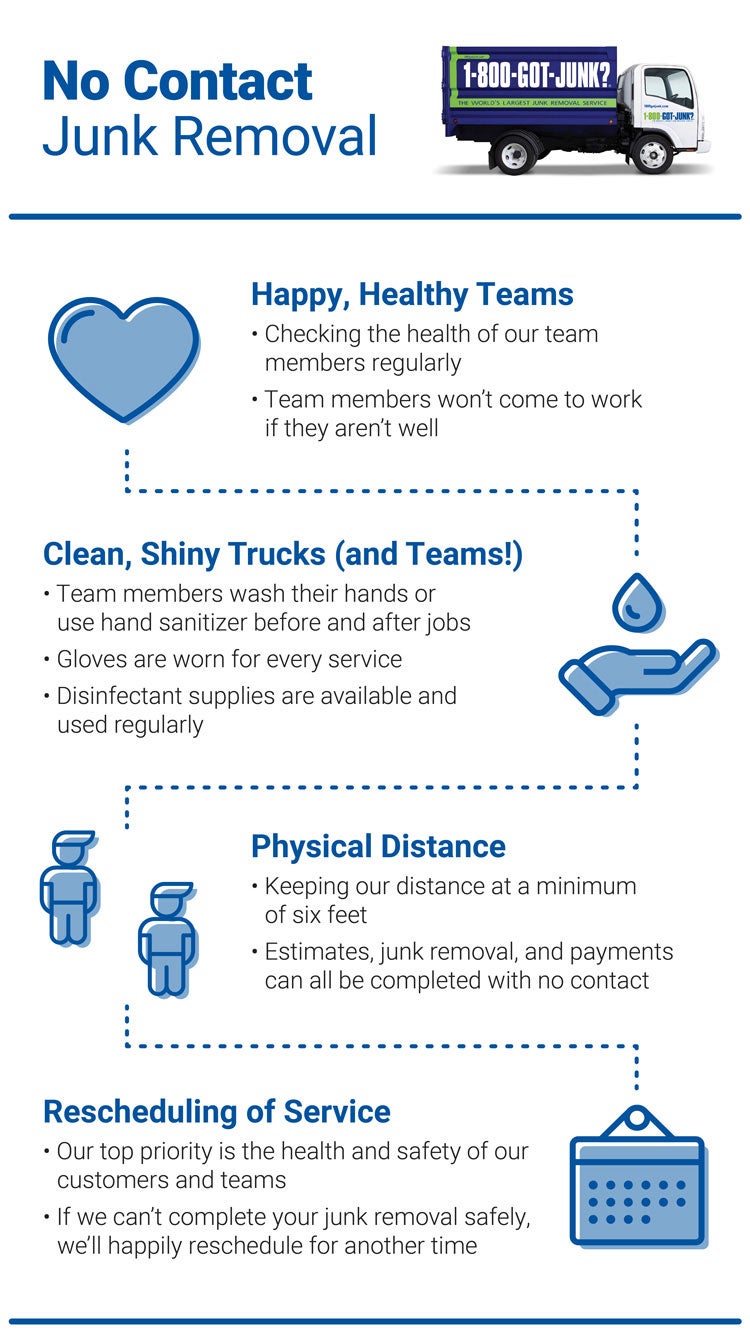 No Contact
Junk Removal
1-800-GOT-JUNK?
THE WORLD'S LARGEST JUNK REMOVAL SERVICE
1-800-GOT-JUNK?
Happy, Healthy Teams
• Checking the health of our team
members regularly
• Team members won’t come to work
if they aren’t well
Clean, Shiny Trucks (and Teams!)
• Team members wash their hands or
use hand sanitizer before and after jobs
• Gloves are worn for every service
• Disinfectant supplies are available and
used regularly
Physical Distance
• Keeping our distance at a minimum
of six feet
• Estimates, junk removal, and payments
can all be completed with no contact
Rescheduling of Service
• Our top priority is the health and safety of our
customers and teams
• If we can’t complete your junk removal safely,
we’ll happily reschedule for another time